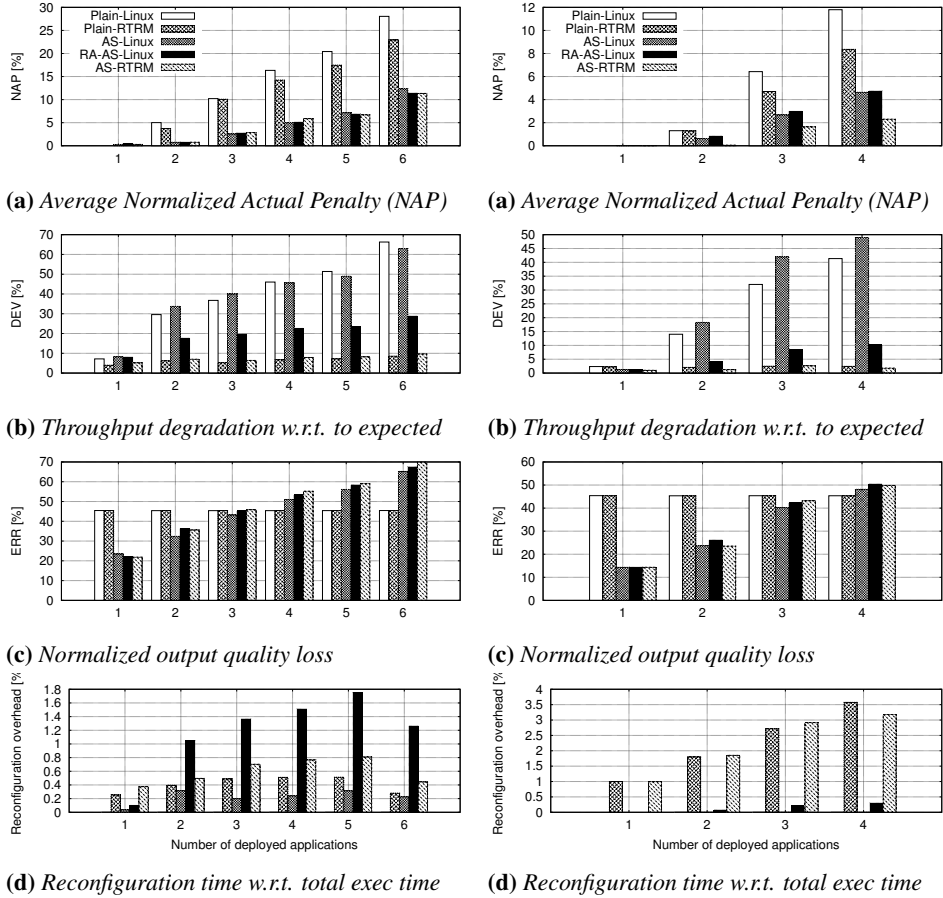 30
25
20
15
10
5
0
NAP [%]
Plain-Linux
Plain-RTRM
AS-Linux
RA-AS-Linux
AS-RTRM
1 2 3 4 5 6
(a) Average Normalized Actual Penalty (NAP)
12
10
8
6
4
2
0
NAP [%]
Plain-Linux
Plain-RTRM
AS-Linux
RA-AS-Linux
AS-RTRM
1 2 3 4
(a) Average Normalized Actual Penalty (NAP)
70
60
50
40
30
20
10
0
DEV [%]
1 2 3 4 5 6
(b) Throughput degradation w.r.t. to expected
50
45
40
35
30
25
20
15
10
5
0
DEV [%]
1 2 3 4
(b) Throughput degradation w.r.t. to expected
70
60
50
40
30
20
10
0
ERR [%]
1 2 3 4 5 6
(c) Normalized output quality loss
60
50
40
30
20
10
0
ERR [%]
1 2 3 4
(c) Normalized output quality loss
1.8
1.6
1.4
1.2
1
0.8
0.6
0.4
0.2
0
Reconfiguration overhead [%
1 2 3 4 5 6
Number of deployed applications
(d) Reconfiguration time w.r.t. total exec time
4
3.5
3
2.5
2
1.5
1
0.5
0
Reconfiguration overhead [%
1 2 3 4
Number of deployed applications
(d) Reconfiguration time w.r.t. total exec time